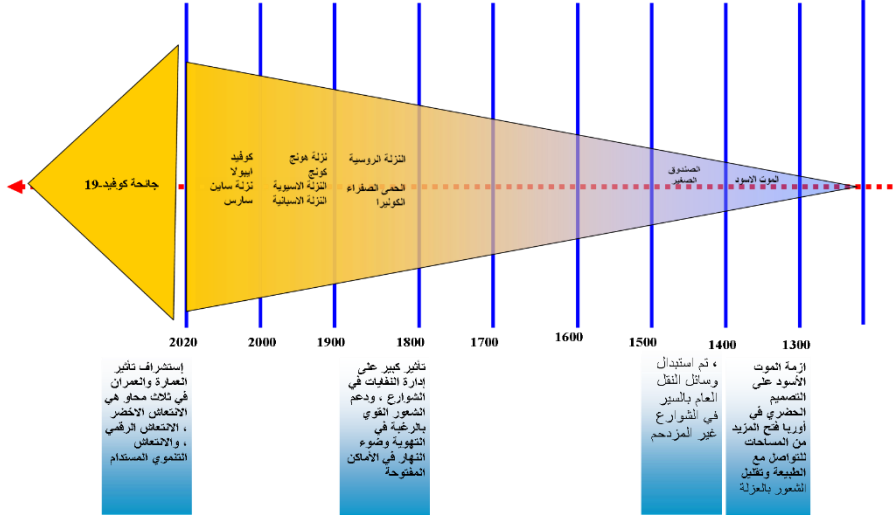 الموت الاسود
الصندوق
الصغير
النزلة الروسية
الحمى الصفراء
الكوليرا
نزلة هونج
كونج
النزلة الاسيوية
النزلة الاسبانية
كوفيد
ايبولا
نزلة ساين
سارس
جائحة كوفيد-19
1300
1400
1500
1600
1700
1800
1900
2000
2020
ازمة الموت
الأسود على
التصميم
الحضري في
أوربا فتح المزيد
من المساحات
للتواصل مع
الطبيعة وتقليل
الشعور بالعزلة
، تم استبدال
وسائل النقل
العام بالسير
في الشوارع
غير المزدحم
تأثير كبير على
إدارة النفايات في
الشوارع ، ودعم
الشعور القوي
بالرغبة في
التهوية وضوء
النهار في الأماكن
المفتوحة
إستشراف تأثير
العمارة والعمران
في ثلاث محاو هي
الانتعاش الاخضر
، الانتعاش الرقمي
، والانتعاش
التنموي المستدام